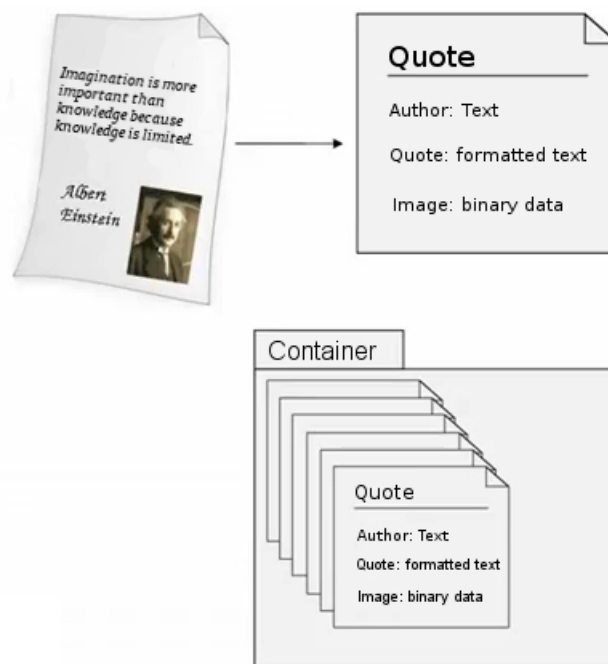 Imagination is more
important than
knowledge because
knowledge is limited.
Albert
Einstein
Quote
Author: Text
Quote: formatted text
Image: binary data
Container
Quote
Author: Text
Quote: formatted text
Image: binary data